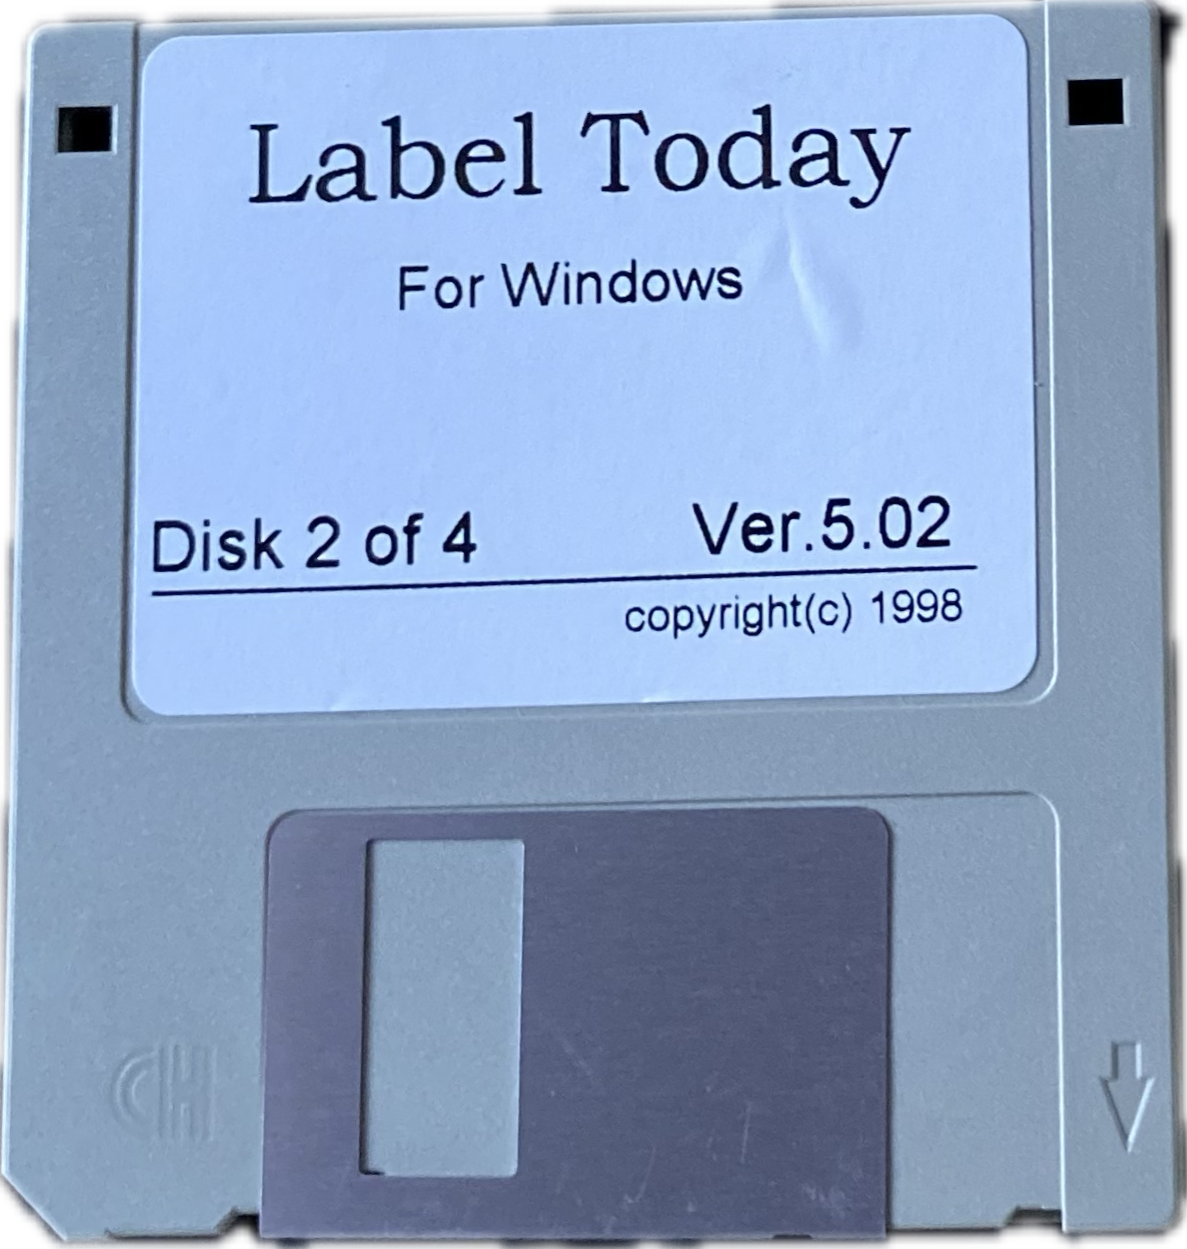 Label Today
For Windows
Disk 2 of 4 Ver.5.02
copyright(c) 1998